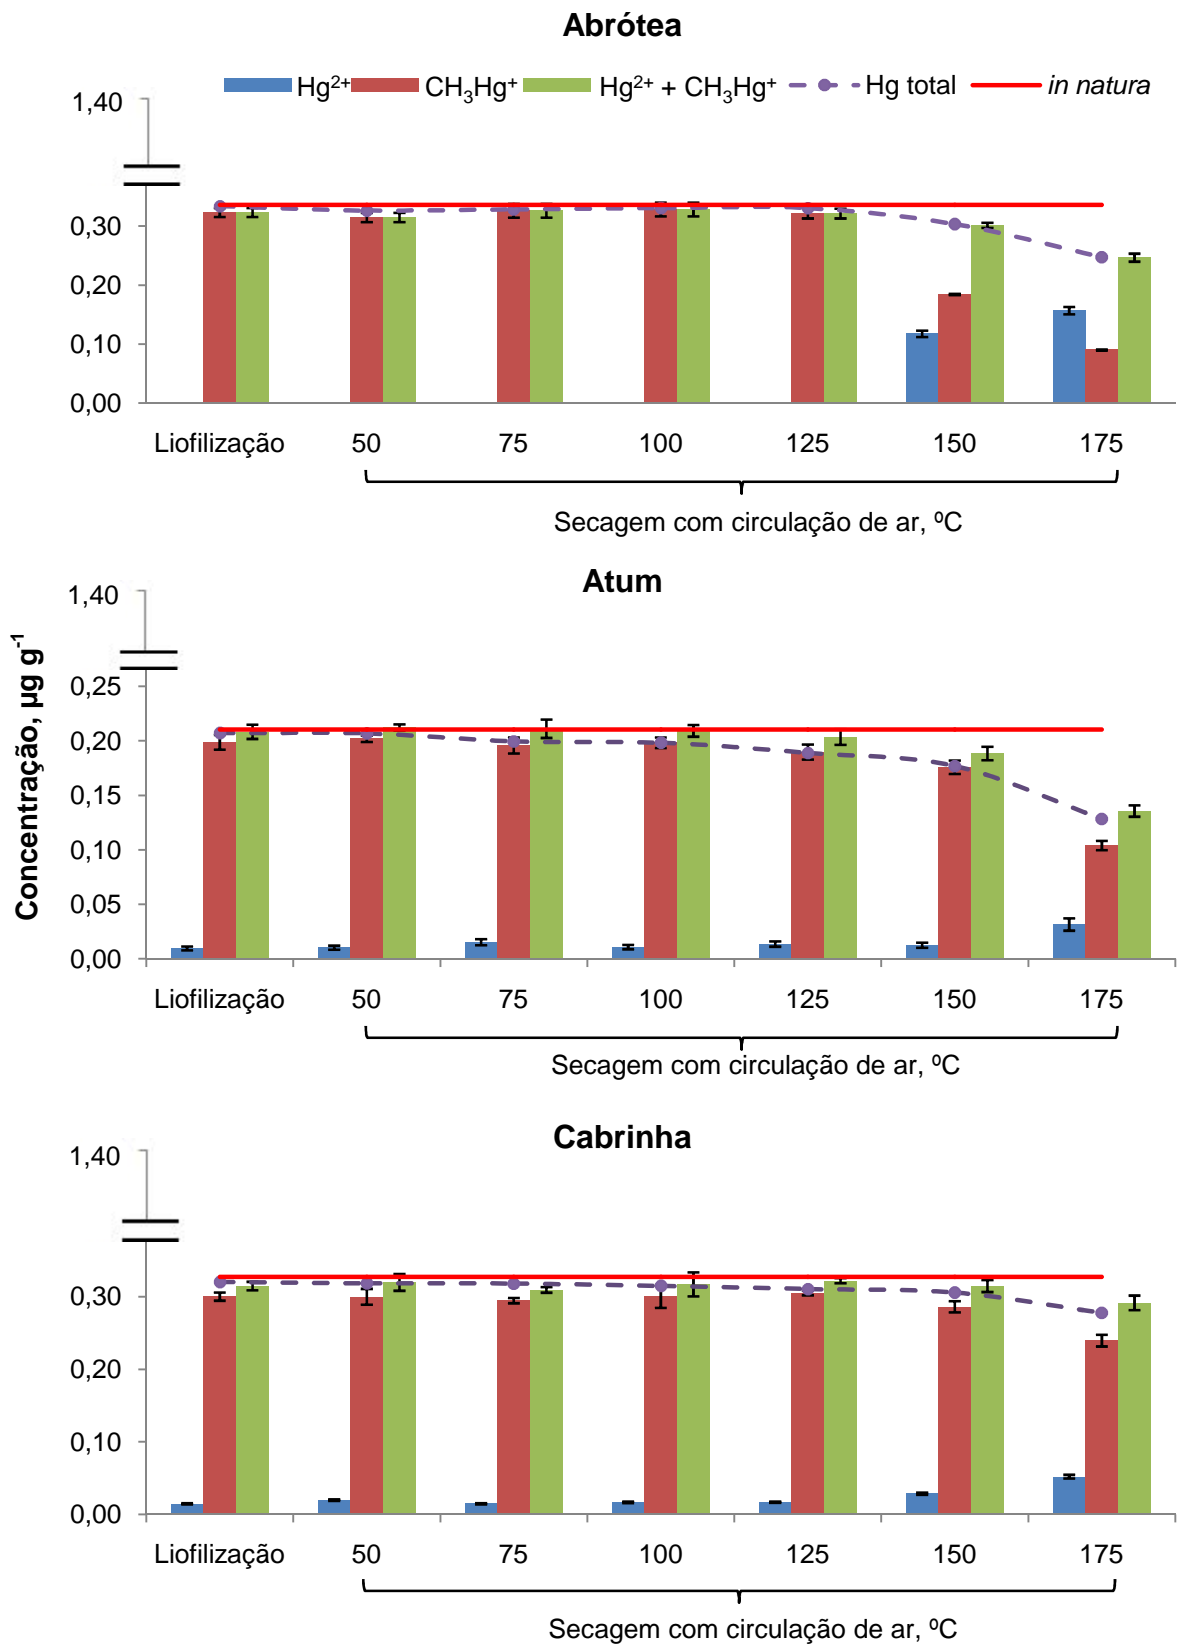 Abrótea
Hg²⁺ CH₃Hg⁺ Hg²⁺ + CH₃Hg⁺ Hg total in natura
1,40
0,30
0,20
0,10
0,00
Liofilização 50 75 100 125 150 175
Secagem com circulação de ar, ºC
Atum
1,40
Concentração, µg g⁻¹
0,25
0,20
0,15
0,10
0,05
0,00
Liofilização 50 75 100 125 150 175
Secagem com circulação de ar, ºC
Cabrinha
1,40
0,30
0,20
0,10
0,00
Liofilização 50 75 100 125 150 175
Secagem com circulação de ar, ºC